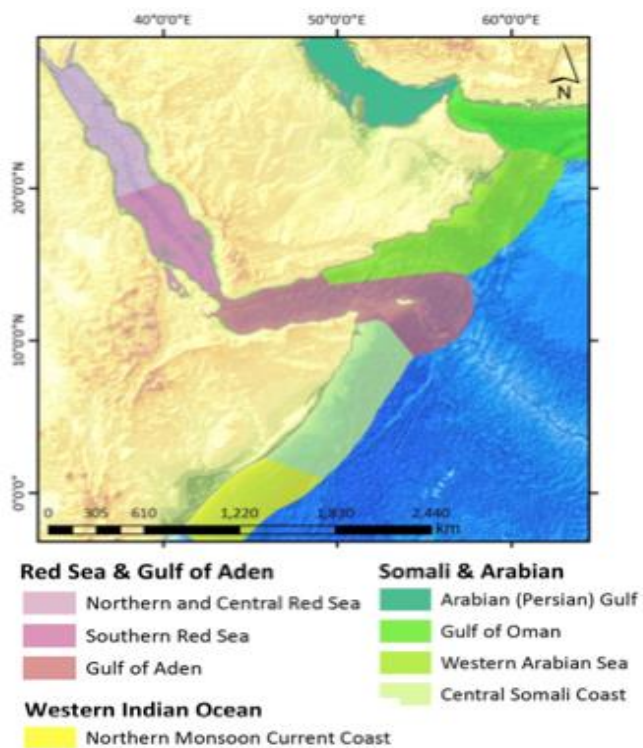 40°0'0"E 50°0'0"E 60°0'0"E
N
20°0'0"N
10°0'0"N
0°0'0"
0 305 610 1,220 1,830 2,440
km
Red Sea & Gulf of Aden
Northern and Central Red Sea
Southern Red Sea
Gulf of Aden
Western Indian Ocean
Northern Monsoon Current Coast
Somali & Arabian
Arabian (Persian) Gulf
Gulf of Oman
Western Arabian Sea
Central Somali Coast